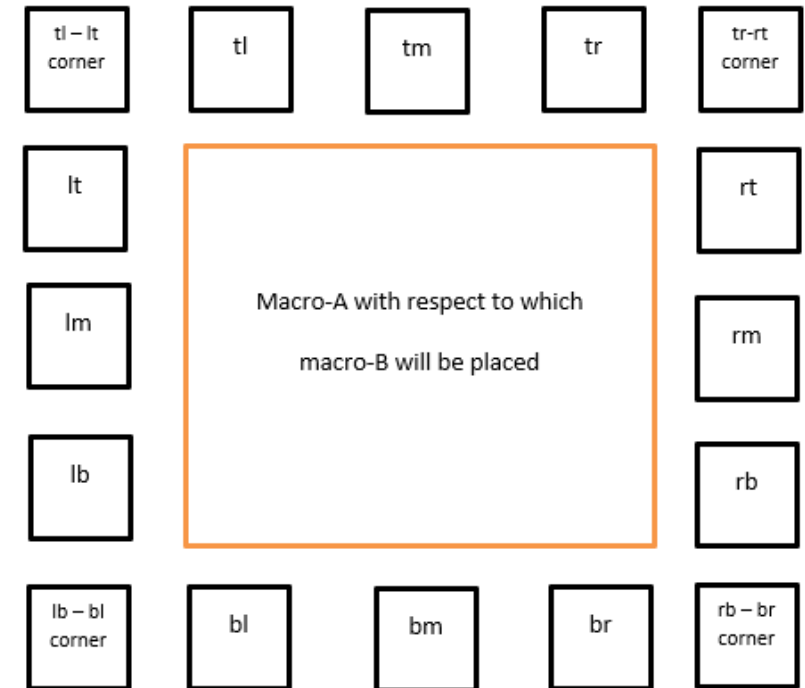 tl – lt
corner
tl
tm
tr
tr-rt
corner
lt
rt
Macro-A with respect to which
macro-B will be placed
lm
rm
lb
rb
lb – bl
corner
bl
bm
br
rb – br
corner